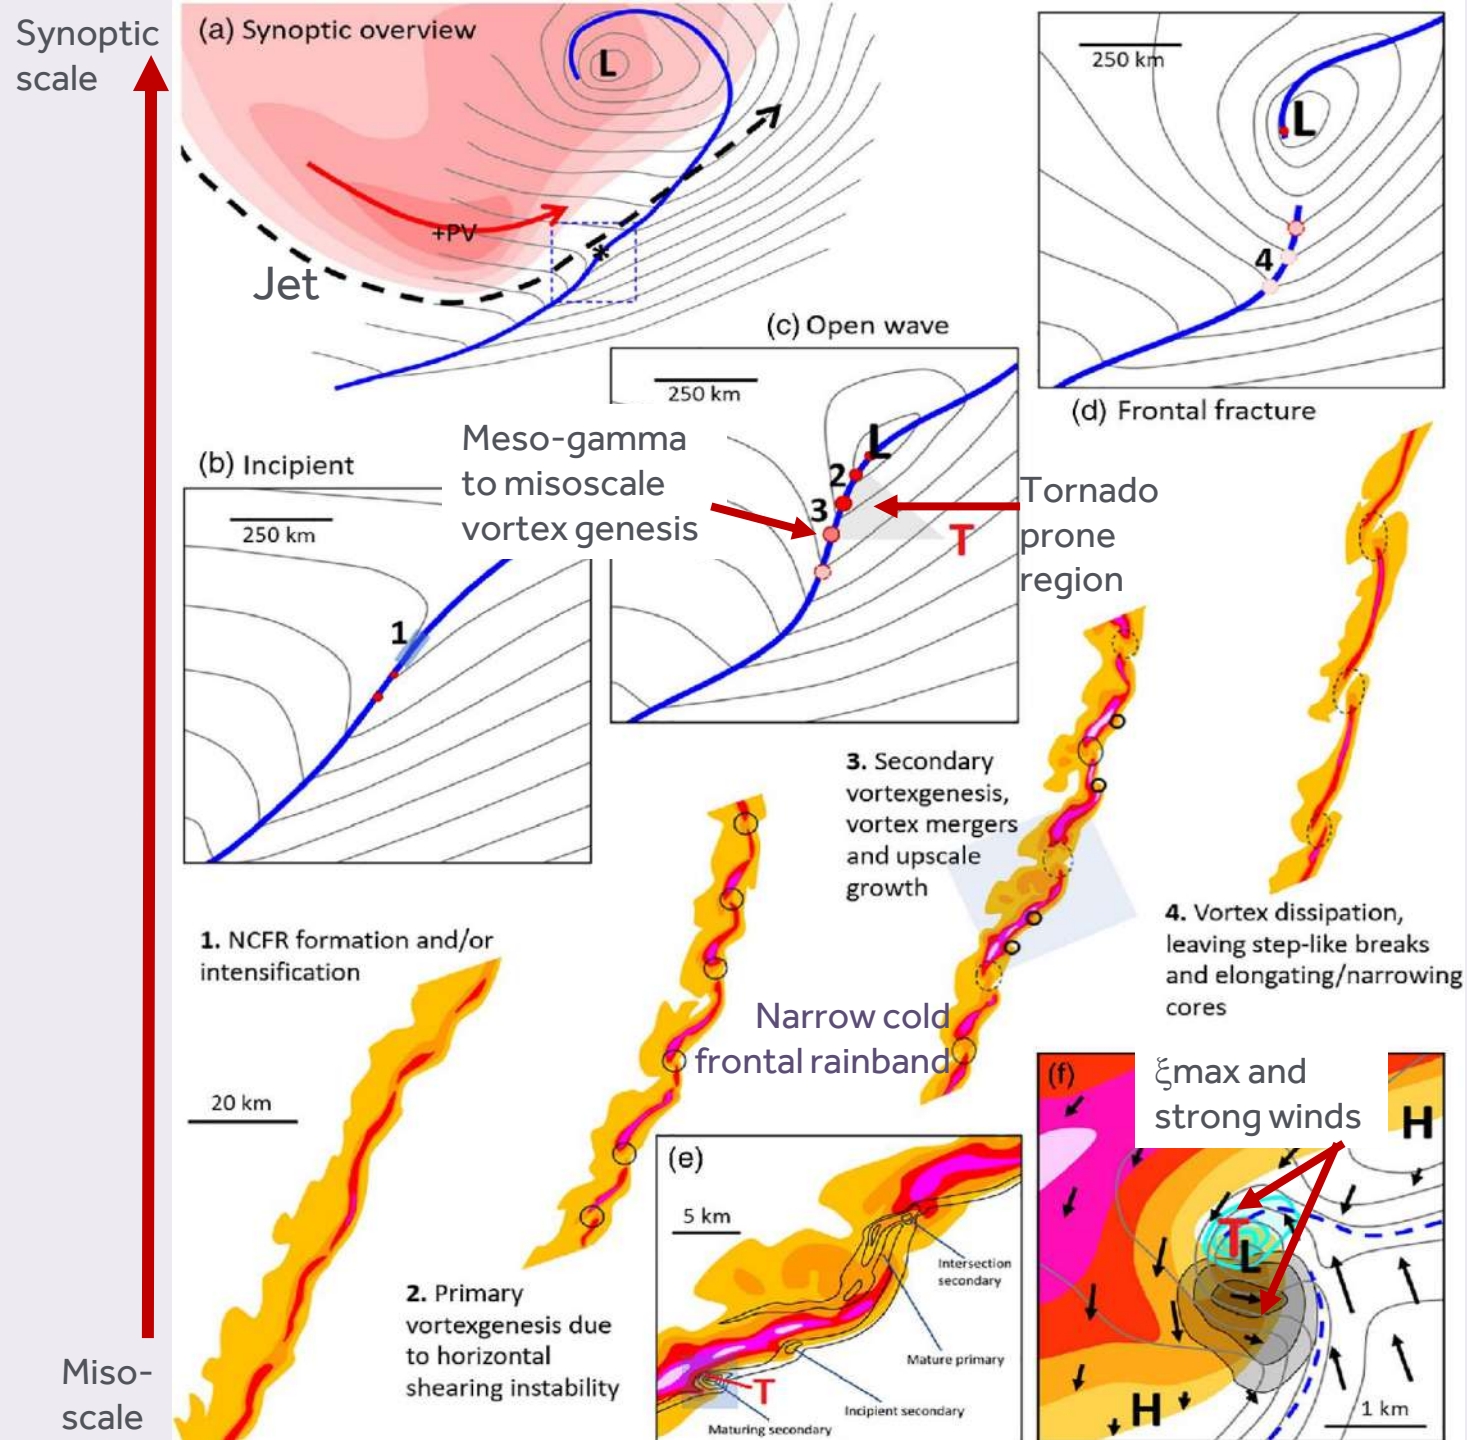 Synoptic
scale
(a) Synoptic overview
L
+PV
Jet
*
250 km
L
4
(d) Frontal fracture
(c) Open wave
250 km
L
2
3
T
Meso-gamma
to misoscale
vortex genesis
Tornado
prone
region
(b) Incipient
250 km
1
3. Secondary
vortexgenesis,
vortex mergers
and upscale
growth
1. NCFR formation and/or
intensification
4. Vortex dissipation,
leaving step-like breaks
and elongating/narrowing
cores
Narrow cold
frontal rainband
20 km
2. Primary
vortexgenesis due
to horizontal
shearing instability
(e)
5 km
Intersection
secondary
Mature primary
T
Incipient secondary
Maturing secondary
(f)
ξmax and
strong winds
H
T
L
H
1 km
Miso-
scale